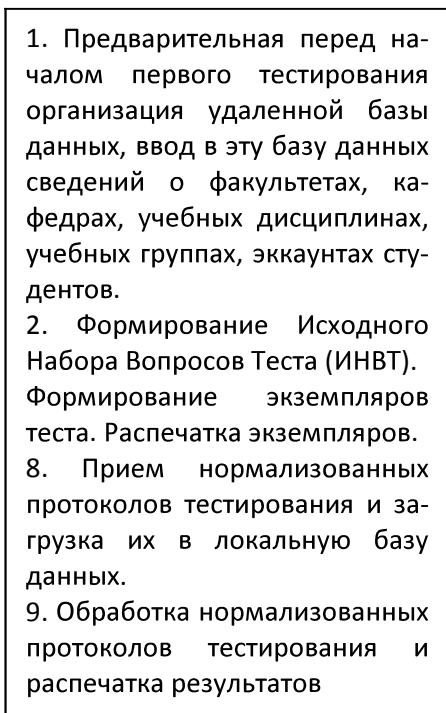 1. Предварительная перед на-
чалом первого тестирования
организация удаленной базы
данных, ввод в эту базу данных
сведений о факультетах, ка-
федрах, учебных дисциплинах,
учебных группах, эккаунтах сту-
дентов.
2. Формирование Исходного
Набора Вопросов Теста (ИНВТ).
Формирование экземпляров
теста. Распечатка экземпляров.
8. Прием нормализованных
протоколов тестирования и за-
грузка их в локальную базу
данных.
9. Обработка нормализованных
протоколов тестирования и
распечатка результатов